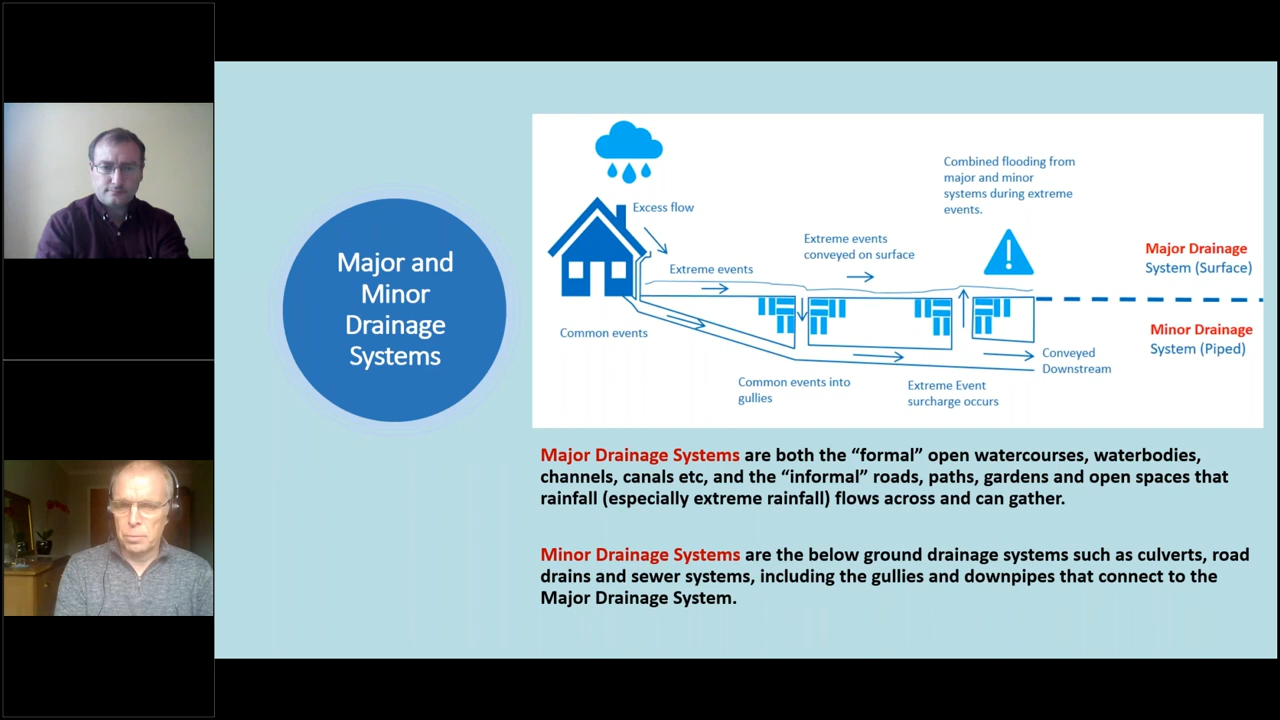 Major and
Minor
Drainage
Systems
Excess flow
Extreme events
Common events
Extreme events
conveyed on surface
Combined flooding from
major and minor
systems during extreme
events.
Major Drainage
System (Surface)
Minor Drainage
System (Piped)
Common events into
gullies
Extreme Event
surcharge occurs
Conveyed
Downstream
Major Drainage Systems are both the “formal” open watercourses, waterbodies,
channels, canals etc, and the “informal” roads, paths, gardens and open spaces that
rainfall (especially extreme rainfall) flows across and can gather.
Minor Drainage Systems are the below ground drainage systems such as culverts, road
drains and sewer systems, including the gullies and downpipes that connect to the
Major Drainage System.